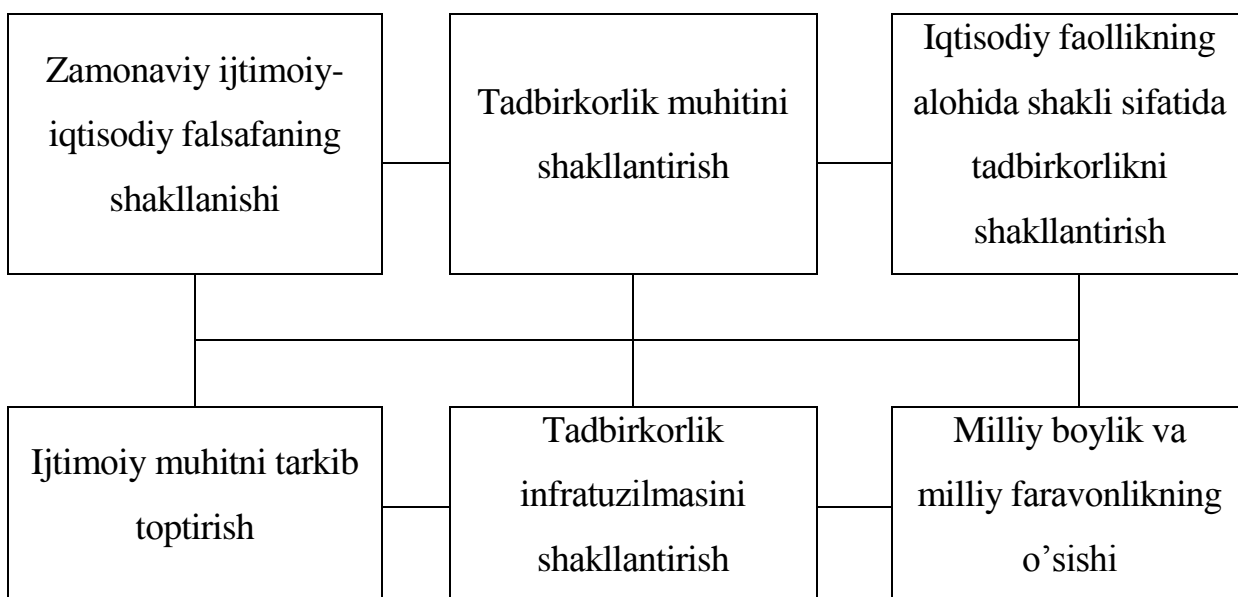 Zamonaviy ijtimoiy-
iqtisodiy falsafaning
shakllanishi
Tadbirkorlik muhitini
shakllantirish
Iqtisodiy faollikning
alohida shakli sifatida
tadbirkorlikni
shakllantirish
Ijtimoiy muhitni tarkib
toptirish
Tadbirkorlik
infratuzilmasini
shakllantirish
Milliy boylik va
milliy faravonlikning
o’sishi